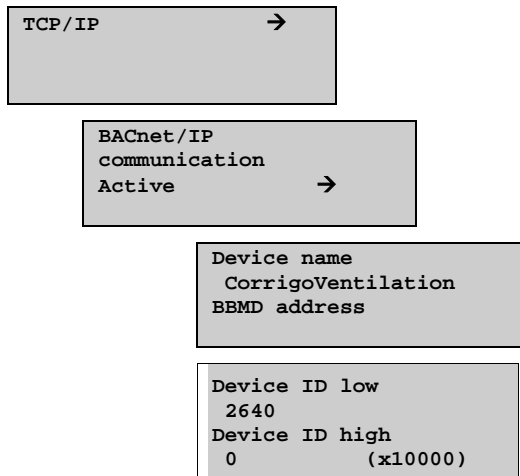 TCP/IP →
BACnet/IP
communication
Active →
Device name
CorrigoVentilation
BBMD address
Device ID low
2640
Device ID high
0 (x10000)